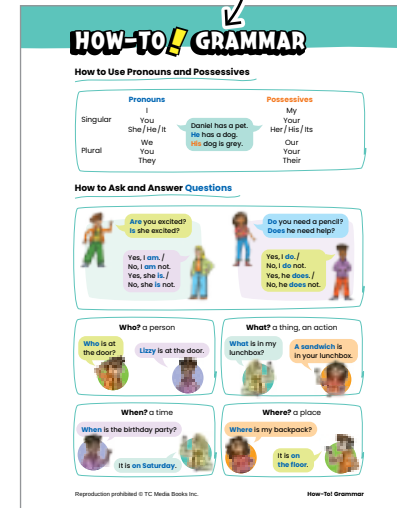 HOW-TO! GRAMMAR
How to Use Pronouns and Possessives
Pronouns
Possessives
Singular
I
You
She/He/It
My
Your
Her/His/Its
Daniel has a pet.
He has a dog.
His dog is grey.
Plural
We
You
They
Our
Your
Their
How to Ask and Answer Questions
Are you excited?
Is she excited?
Yes, I am./
No, I am not.
Yes, she is./
No, she is not.
Do you need a pencil?
Does he need help?
Yes, I do./
No, I do not.
Yes, he does./
No, he does not.
Who? a person
Who is at
the door?
Lizzy is at the door.
What? a thing, an action
What is in my
lunchbox?
A sandwich is
in your lunchbox.
When? a time
When is the birthday party?
It is on Saturday.
Where? a place
Where is my backpack?
It is on
the floor.
Reproduction prohibited © TC Media Books Inc.
How-To! Grammar